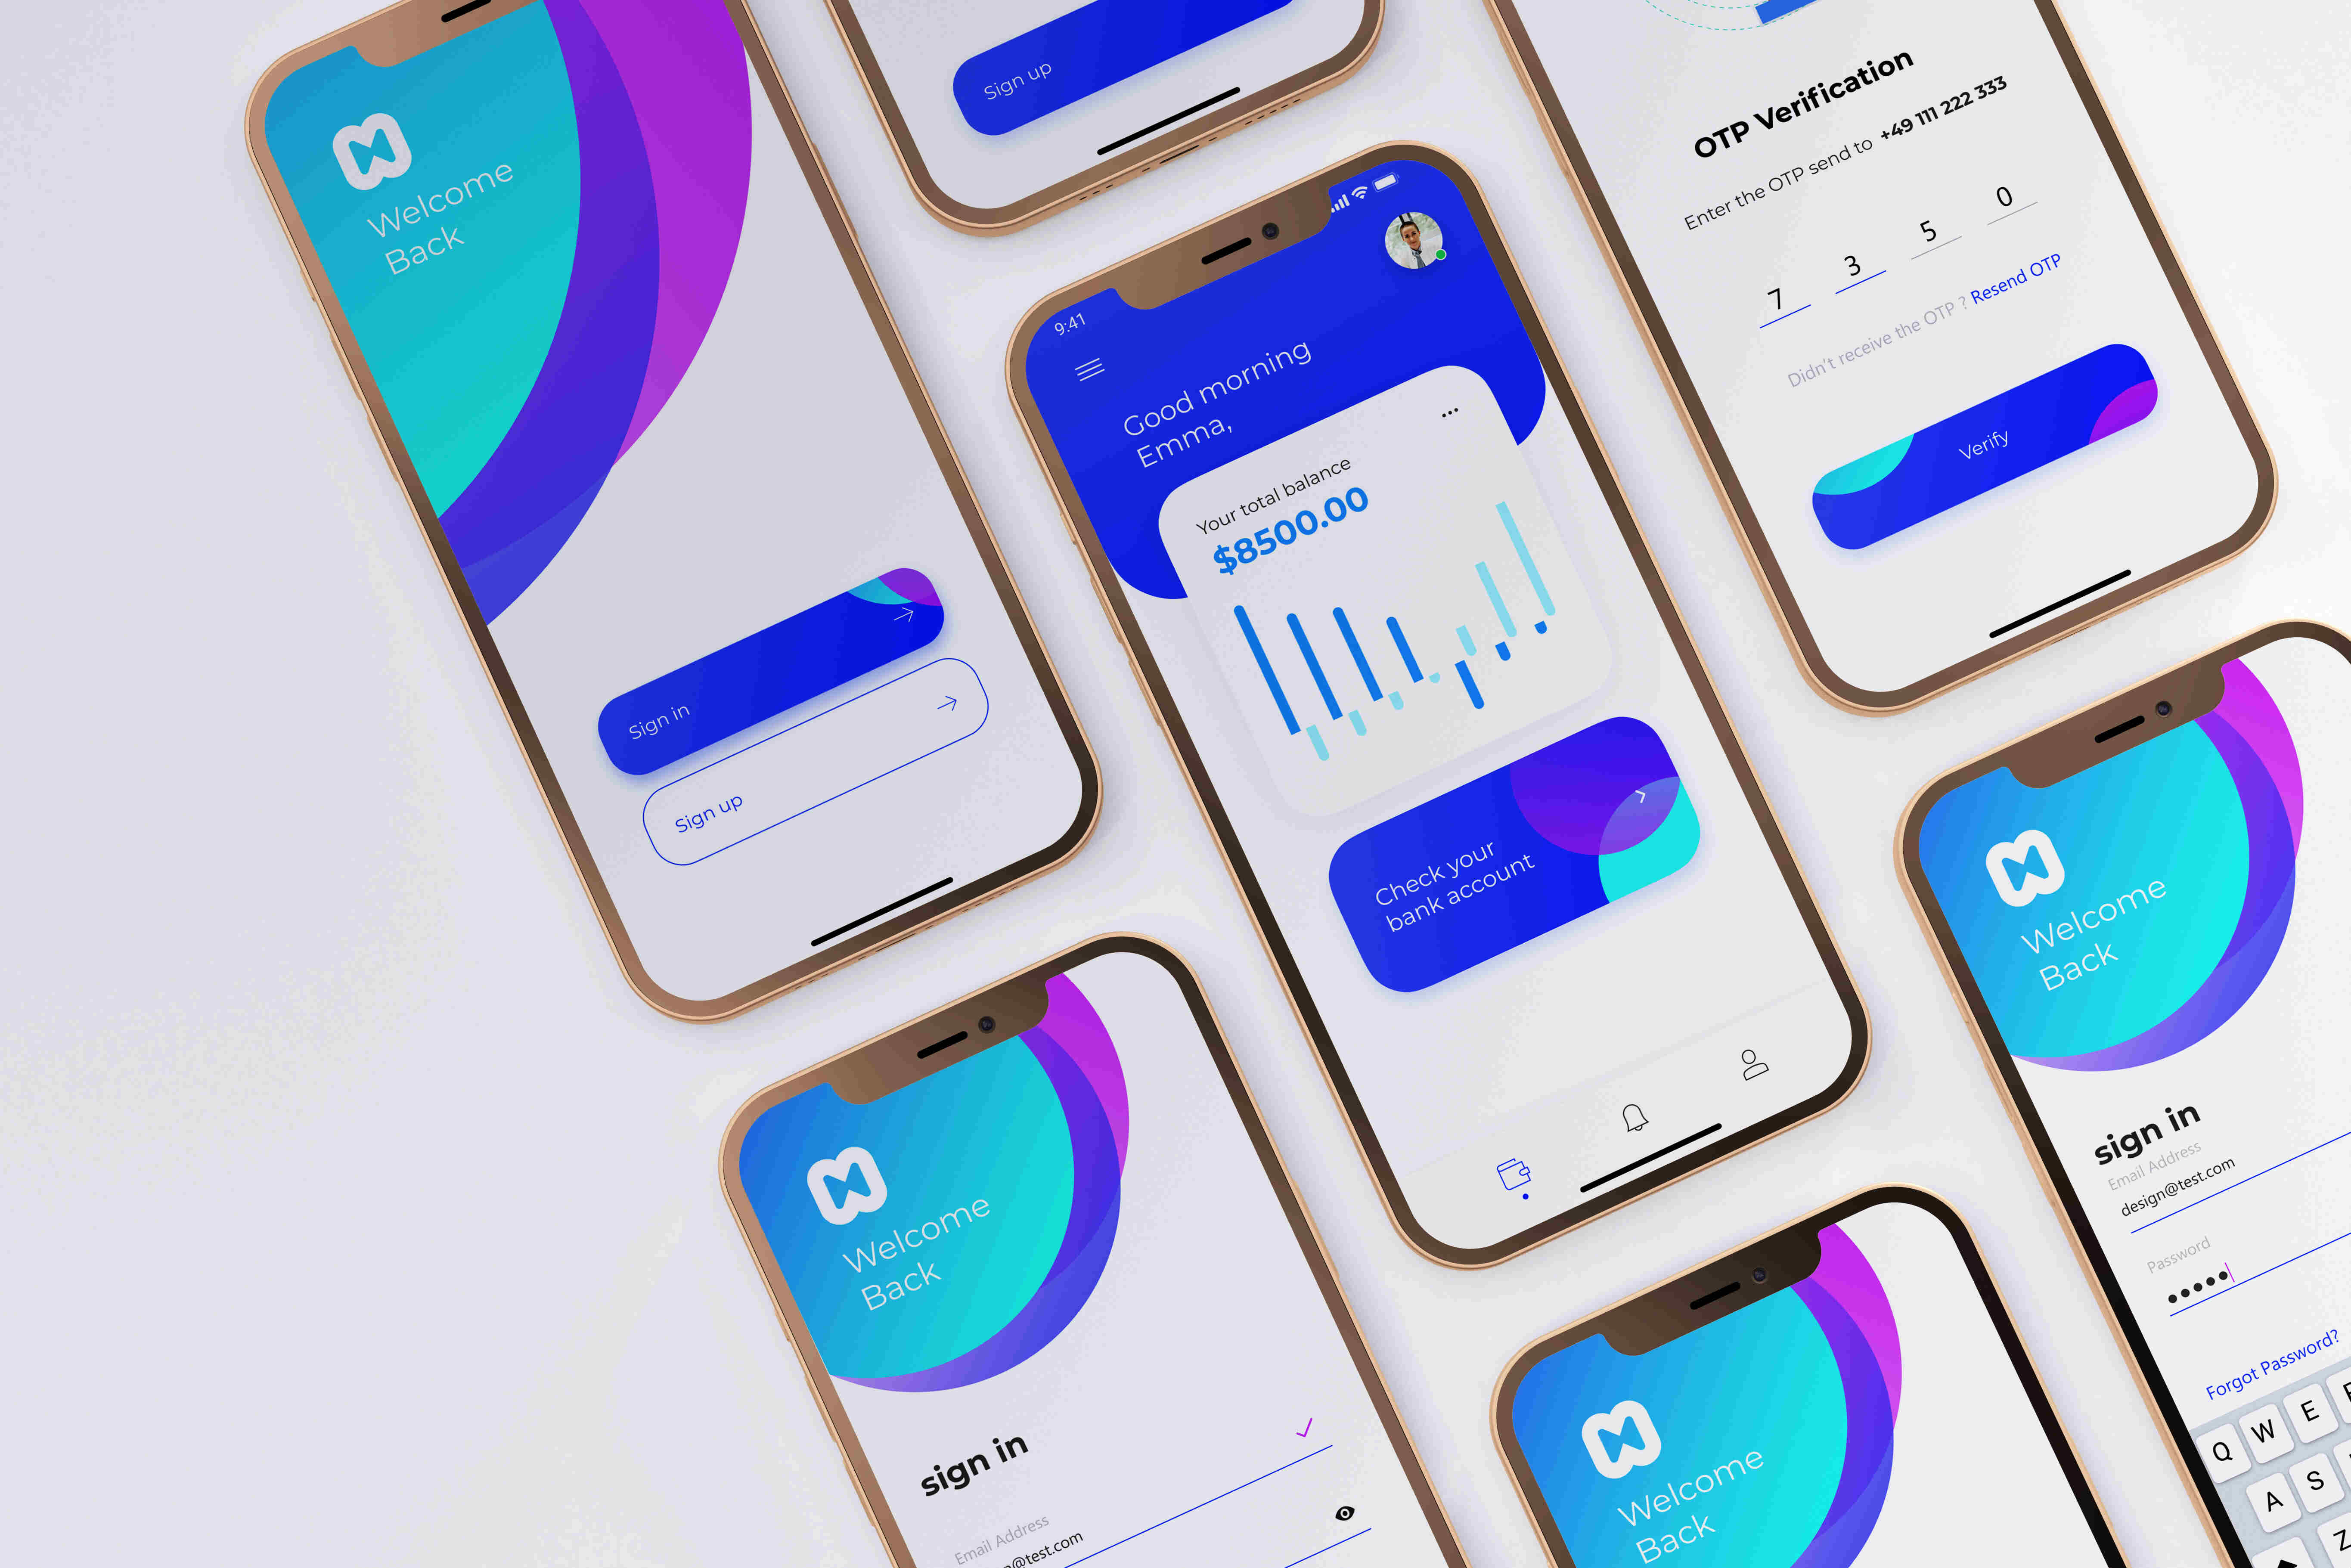 Welcome
Back
Sign in
Sign up
Sign up
9:41
Good morning
Emma,
Your total balance
$8500.00
Check your
bank account
OTP Verification
Enter the OTP send to +49 111 222 333
7 3 5 0
Didn't receive the OTP ? Resend OTP
Verify
Welcome
Back
sign in
Email Address
@test.com
Welcome
Back
Welcome
Back
sign in
Email Address
design@test.com
Password
Forgot Password?
Q W E
A S
Z